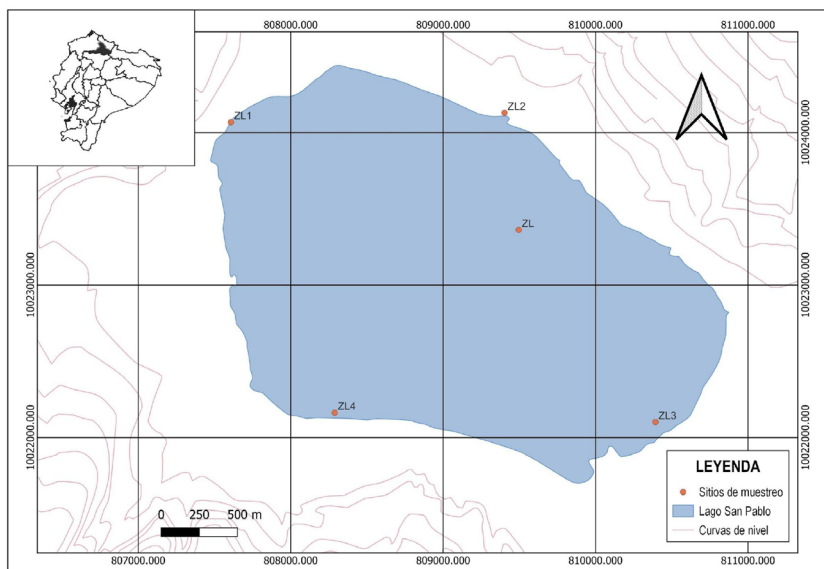 808000.000 809000.000 810000.000 811000.000
ZL1
ZL2
10024000.000
10024000.000
ZL
10023000.000
10023000.000
ZL4
ZL3
10022000.000
10022000.000
LEYENDA
Sitios de muestreo
Lago San Pablo
Curvas de nivel
0 250 500 m
807000.000 808000.000 809000.000 810000.000 811000.000